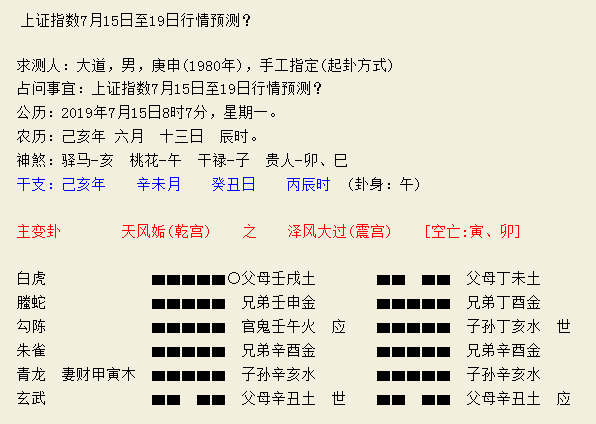 上证指数7月15日至19日行情预测?
求测人: 大道, 男, 庚申(1980年), 手工指定(起卦方式)
占问事宜: 上证指数7月15日至19日行情预测?
公历: 2019年7月15日8时7分, 星期一。
农历: 己亥年 六月 十三日 辰时。
神煞: 驿马-亥 桃花-午 干禄-子 贵人-卯、巳
干支: 己亥年 辛未月 癸丑日 丙辰时 (卦身: 午)
主变卦 天风姤(乾宫) 之 泽风大过(震宫) [空亡:寅、卯]
白虎 ○父母壬戌土 父母丁未土
螣蛇 兄弟壬申金 兄弟丁酉金
勾陈 官鬼壬午火 应 子孙丁亥水 世
朱雀 兄弟辛酉金 兄弟辛酉金
青龙 妻财甲寅木 子孙辛亥水 子孙辛亥水
玄武 父母辛丑土 世 父母辛丑土 应